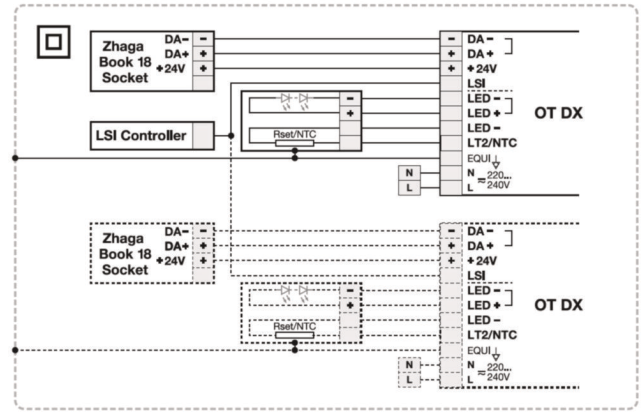 Zhaga
Book 18
Socket
DA-
DA+
+24V
-
+
+
LSI Controller
-
+
Rset/NTC
N
L
-
+
+
DA-
DA+
+24V
LSI
LED -
LED +
LED -
LT2/NTC
EQUI
N
L
220...
240V
OT DX
Zhaga
Book 18
Socket
DA-
DA+
+24V
-
+
+
-
+
Rset/NTC
N
L
-
+
+
DA-
DA+
+24V
LSI
LED -
LED +
LED -
LT2/NTC
EQUI
N
L
220...
240V
OT DX